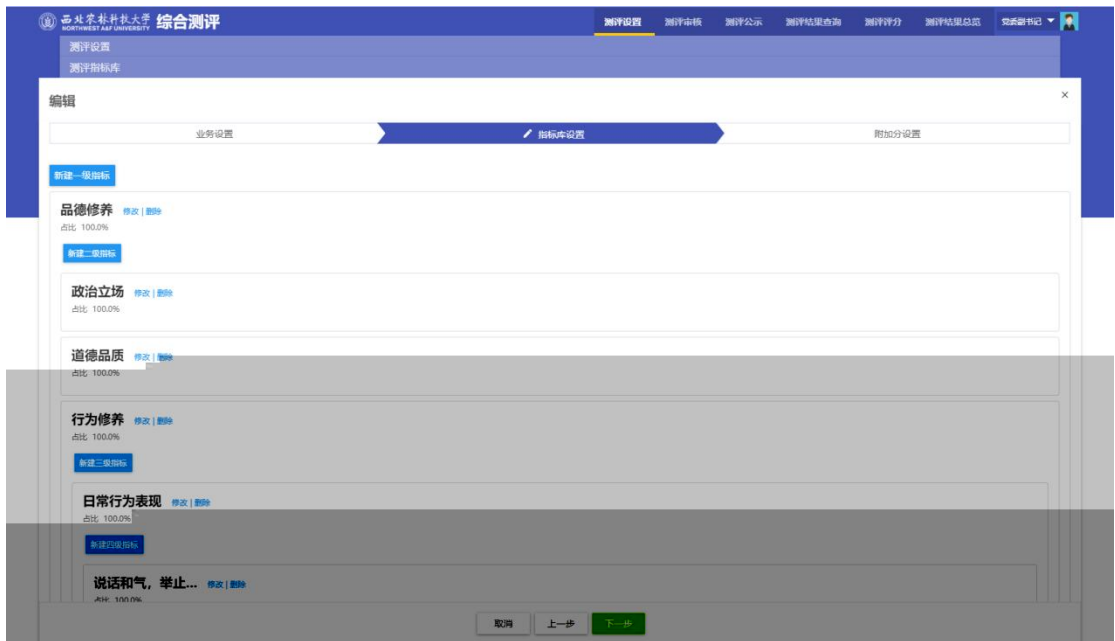 西北农林科技大学 综合测评 测评设置 测评审核 测评公示 测评结果查询 测评评分 测评结果总览 党委副书记
NORTHWEST A&F UNIVERSITY
测评设置
测评指标库
编辑 ×
业务设置 指标库设置 附加分设置
新建一级指标
品德修养 修改 | 删除
占比 100.0%
新建二级指标
政治立场 修改 | 删除
占比 100.0%
道德品质 修改 | 删除
占比 100.0%
行为修养 修改 | 删除
占比 100.0%
新建三级指标
日常行为表现 修改 | 删除
占比 100.0%
新建四级指标
说话和气，举止... 修改 | 删除
占比 100.0%
取消 上一步 下一步